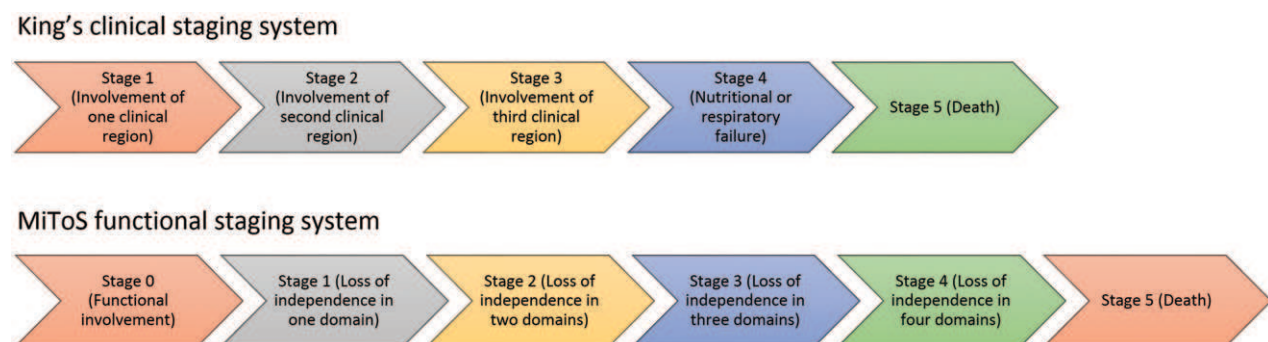 King's clinical staging system
Stage 1
(Involvement of
one clinical
region)
Stage 2
(Involvement of
second clinical
region)
Stage 3
(Involvement of
third clinical
region)
Stage 4
(Nutritional or
respiratory
failure)
Stage 5 (Death)
MiToS functional staging system
Stage 0
(Functional
involvement)
Stage 1 (Loss of
independence in
one domain)
Stage 2 (Loss of
independence in
two domains)
Stage 3 (Loss of
independence in
three domains)
Stage 4 (Loss of
independence in
four domains)
Stage 5 (Death)